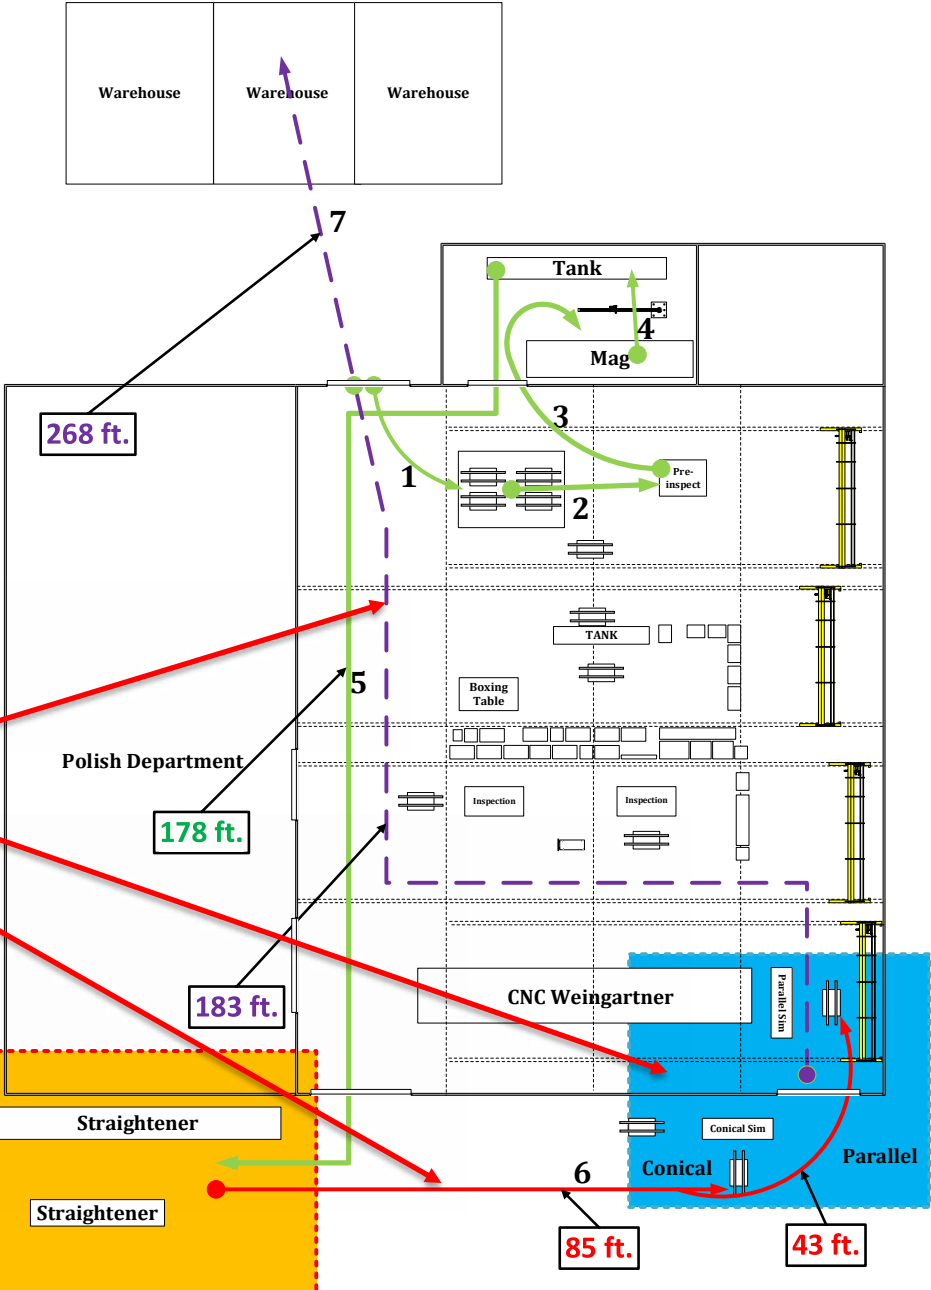 Warehouse
Warehouse
Warehouse
7
Tank
4
Mag
268 ft.
3
1
Pre-
inspect
2
TANK
5
Boxing
Table
Polish Department
Inspection
Inspection
178 ft.
183 ft.
CNC Weingartner
Parallel Sim
Straightener
Conical Sim
Parallel
Conical
6
Straightener
85 ft.
43 ft.